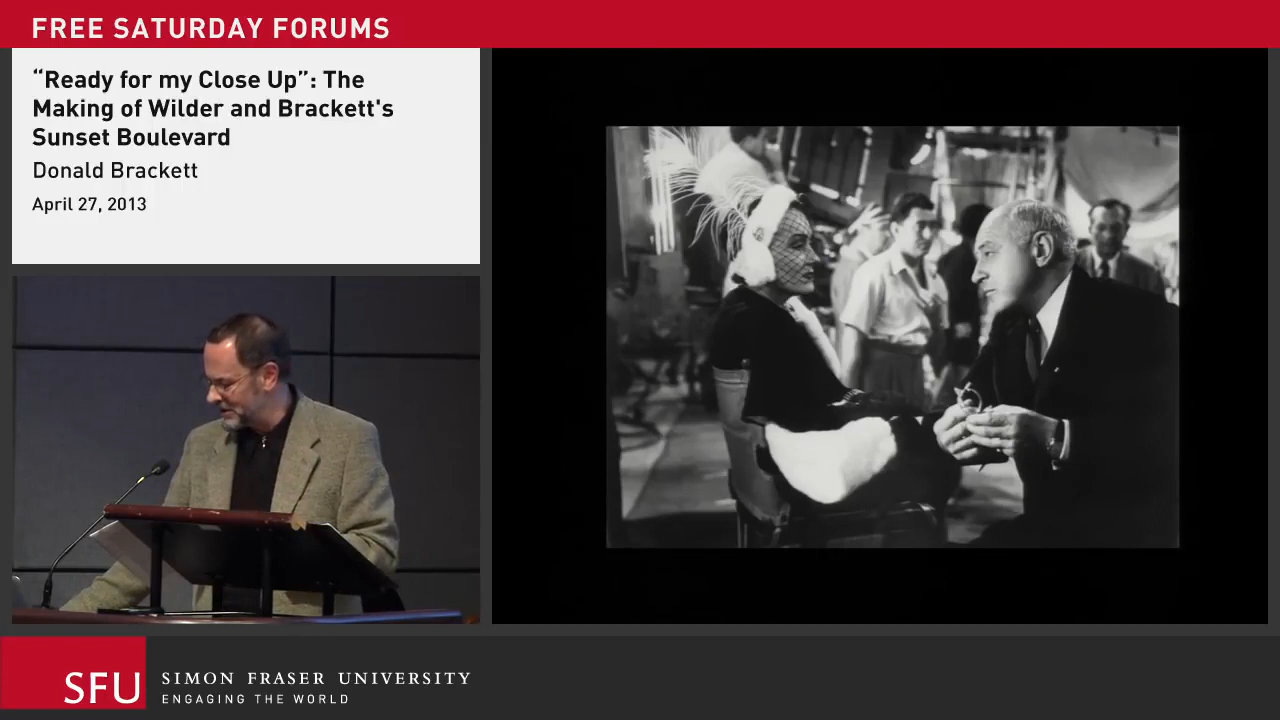 FREE SATURDAY FORUMS
“Ready for my Close Up”: The
Making of Wilder and Brackett's
Sunset Boulevard
Donald Brackett
April 27, 2013
SFU
SIMON FRASER UNIVERSITY
ENGAGING THE WORLD